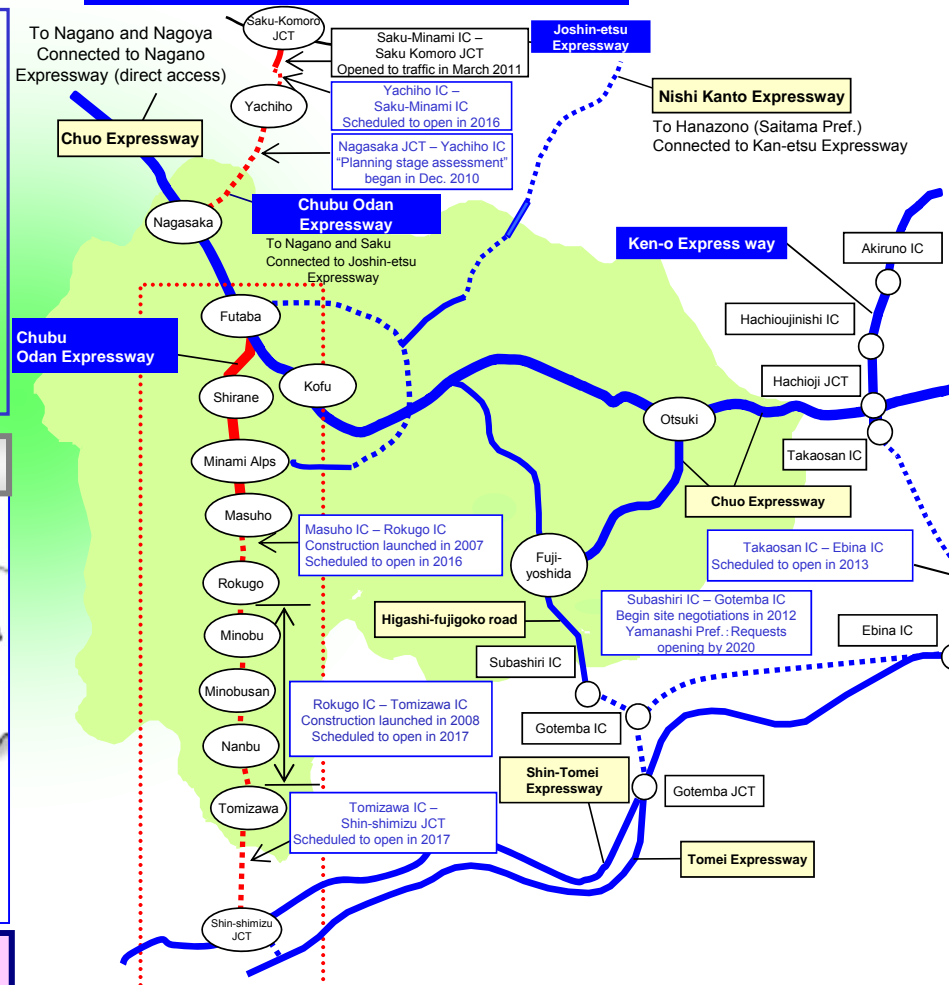 To Nagano and Nagoya
Connected to Nagano
Expressway (direct access)
Saku-Komoro
JCT
Saku-Minami IC –
Saku Komoro JCT
Opened to traffic in March 2011
Joshin-etsu
Expressway
Yachiho
Yachiho IC –
Saku-Minami IC
Scheduled to open in 2016
Nishi Kanto Expressway
To Hanazono (Saitama Pref.)
Connected to Kan-etsu Expressway
Chuo Expressway
Nagasaka JCT – Yachiho IC
“Planning stage assessment”
began in Dec. 2010
Nagasaka
Chubu Odan
Expressway
To Nagano and Saku
Connected to Joshin-etsu
Expressway
Ken-o Express way
Akiruno IC
Futaba
Hachioujinishi IC
Chubu
Odan Expressway
Kofu
Shirane
Hachioji JCT
Otsuki
Takaosan IC
Minami Alps
Chuo Expressway
Masuho
Masuho IC – Rokugo IC
Construction launched in 2007
Scheduled to open in 2016
Takaosan IC – Ebina IC
Scheduled to open in 2013
Fuji-
yoshida
Rokugo
Subashiri IC – Gotemba IC
Begin site negotiations in 2012
Yamanashi Pref.: Requests
opening by 2020
Higashi-fujigoko road
Minobu
Ebina IC
Subashiri IC
Minobusan
Rokugo IC – Tomizawa IC
Construction launched in 2008
Scheduled to open in 2017
Gotemba IC
Nanbu
Shin-Tomei
Expressway
Gotemba JCT
Tomizawa
Tomizawa IC –
Shin-shimizu JCT
Scheduled to open in 2017
Tomei Expressway
Shin-shimizu
JCT